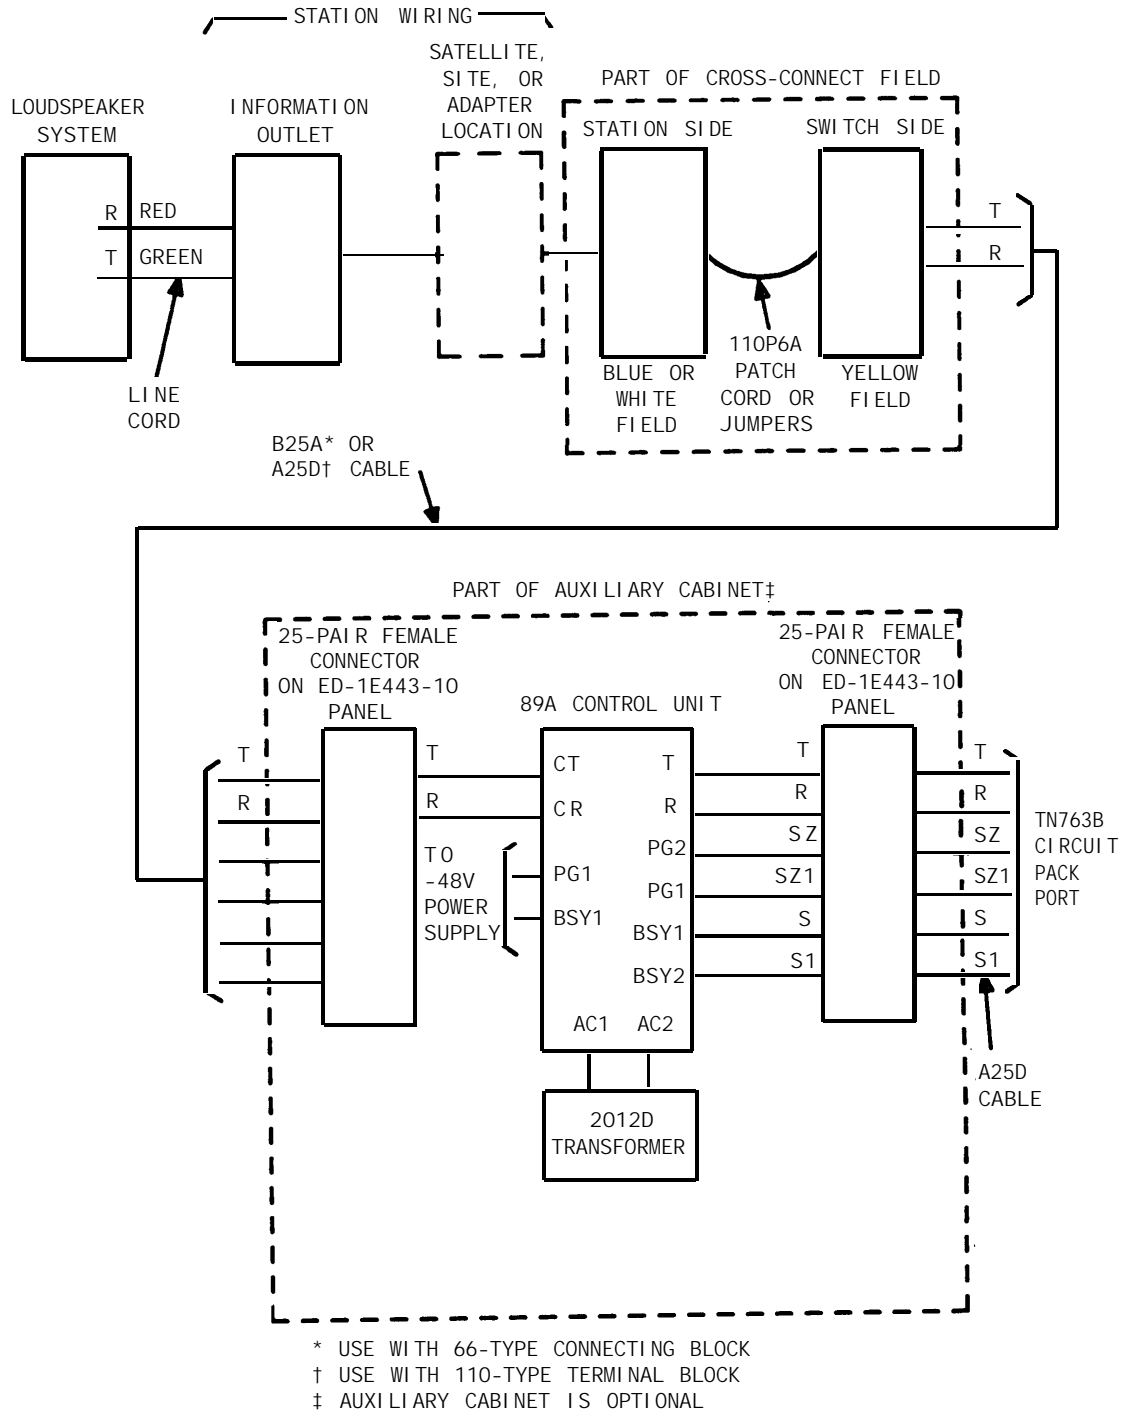 STATION WIRING
SATELLITE,
SITE, OR
ADAPTER
LOCATION
PART OF CROSS-CONNECT FIELD
LOUDSPEAKER
SYSTEM
INFORMATION
OUTLET
STATION SIDE
SWITCH SIDE
R RED
T GREEN
T
R
LINE
CORD
BLUE OR
WHITE
FIELD
110P6A
PATCH
CORD OR
JUMPERS
YELLOW
FIELD
B25A* OR
A25D† CABLE
PART OF AUXILIARY CABINET‡
25-PAIR FEMALE
CONNECTOR
ON ED-1E443-10
PANEL
89A CONTROL UNIT
25-PAIR FEMALE
CONNECTOR
ON ED-1E443-10
PANEL
T
R
T
R
TO
-48V
POWER
SUPPLY
CT
CR
PG1
BSY1
T
R
PG2
PG1
BSY1
BSY2
AC1 AC2
T
R
SZ
SZ1
S
S1
T
R
SZ
SZ1
S
S1
TN763B
CIRCUIT
PACK
PORT
A25D
CABLE
2012D
TRANSFORMER
* USE WITH 66-TYPE CONNECTING BLOCK
† USE WITH 110-TYPE TERMINAL BLOCK
‡ AUXILIARY CABINET IS OPTIONAL